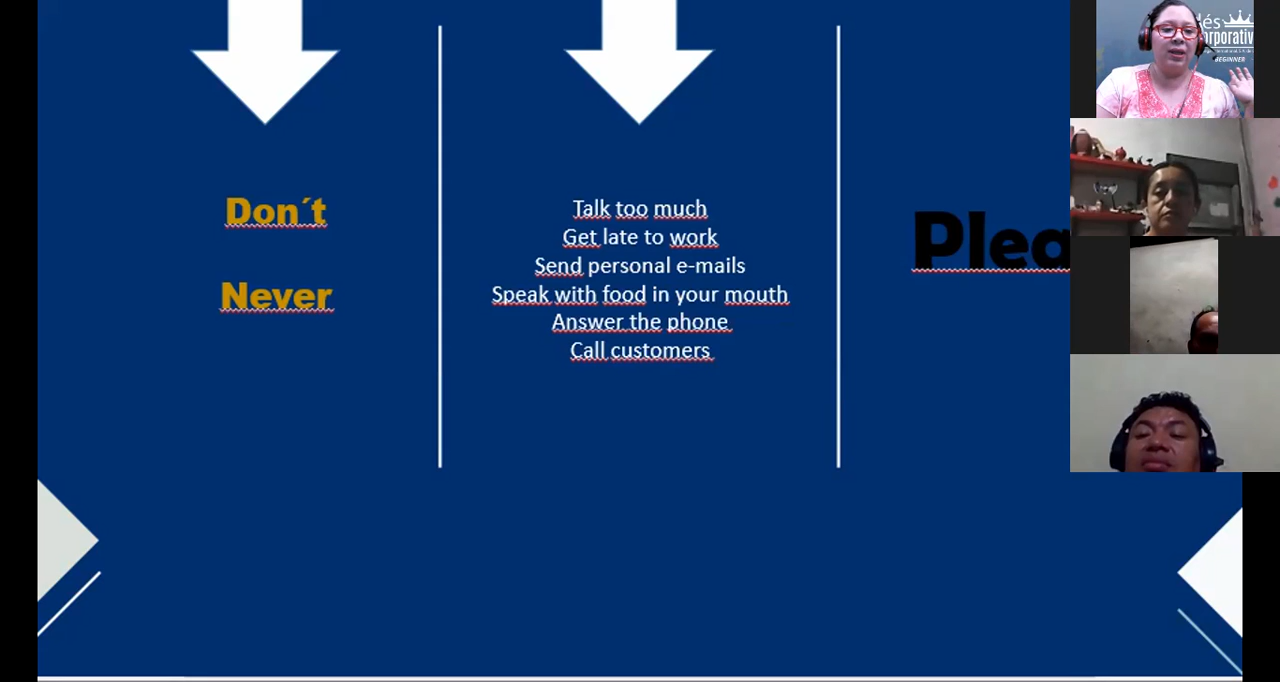 Don´t
Never
Talk too much
Get late to work
Send personal e-mails
Speak with food in your mouth
Answer the phone
Call customers
BEGINNER